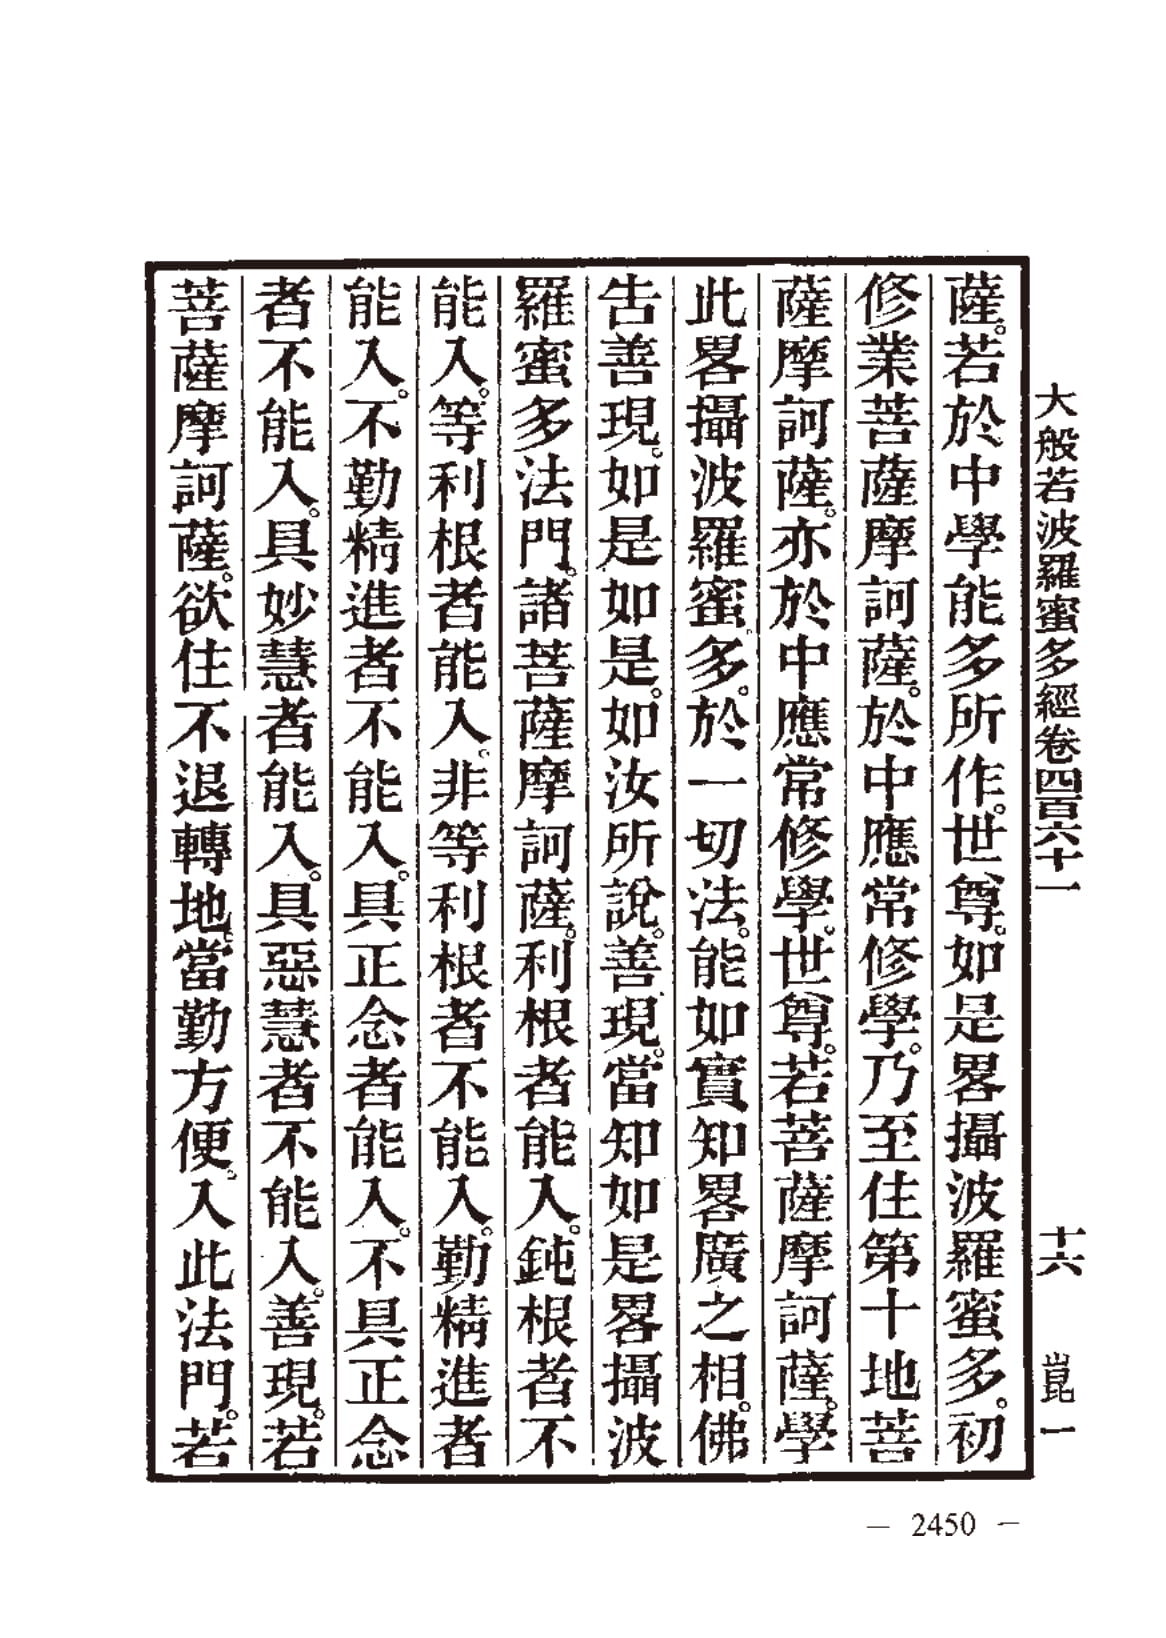 大般若波羅蜜多經卷四百六十一　十六　崑一
薩。若於中學能多所作。世尊。如是畧攝波羅蜜多。初
修業菩薩摩訶薩。於中應常修學。乃至住第十地菩
薩摩訶薩。亦於中應常修學。世尊。若菩薩摩訶薩。學
此畧攝波羅蜜多。於一切法。能如實知畧廣之相。佛
告善現。如是如是。如汝所說。善現。當知如是畧攝波
羅蜜多法門。諸菩薩摩訶薩。利根者能入。鈍根者不
能入。等利根者能入。非等利根者不能入。勤精進者
能入。不勤精進者不能入。具正念者能入。不具正念
者不能入。具妙慧者能入。具惡慧者不能入。善現。若
菩薩摩訶薩。欲住不退轉地。當勤方便。入此法門。若
— 2450 —